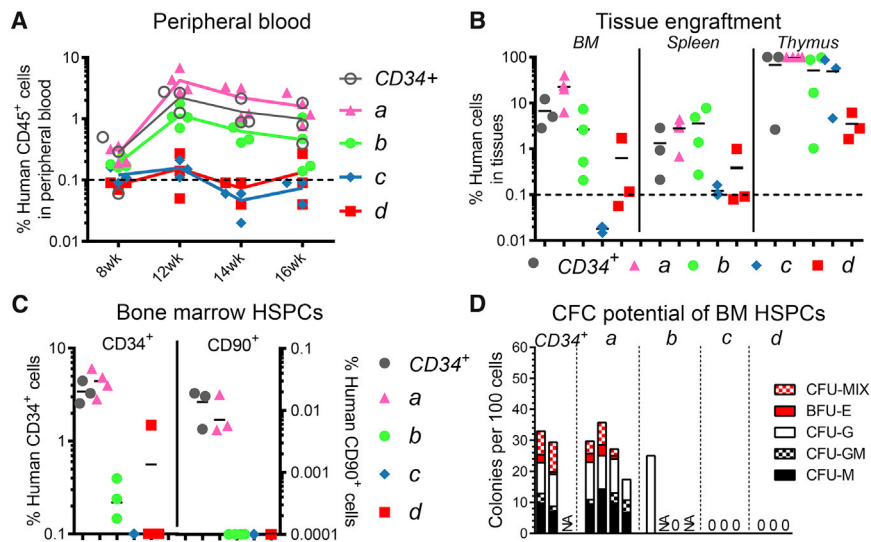 A
Peripheral blood
% Human CD45+ cells
in peripheral blood
10
1
0.1
0.01
8wk
12wk
14wk
16wk
CD34+
a
b
c
d
B
Tissue engraftment
BM
Spleen
Thymus
% Human cells
in tissues
100
10
1
0.1
0.01
CD34+
a
b
c
d
C
Bone marrow HSPCs
CD34+
CD90+
% Human CD34+ cells
10
1
0.1
0.1
0.01
0.001
0.0001
% Human CD90+ cells
CD34+
a
b
c
d
D
CFC potential of BM HSPCs
CD34+
a
b
c
d
Colonies per 100 cells
60
50
40
30
20
10
0
NA
NA
0
NA
0
0
0
0
0
0
CFU-MIX
BFU-E
CFU-G
CFU-GM
CFU-M